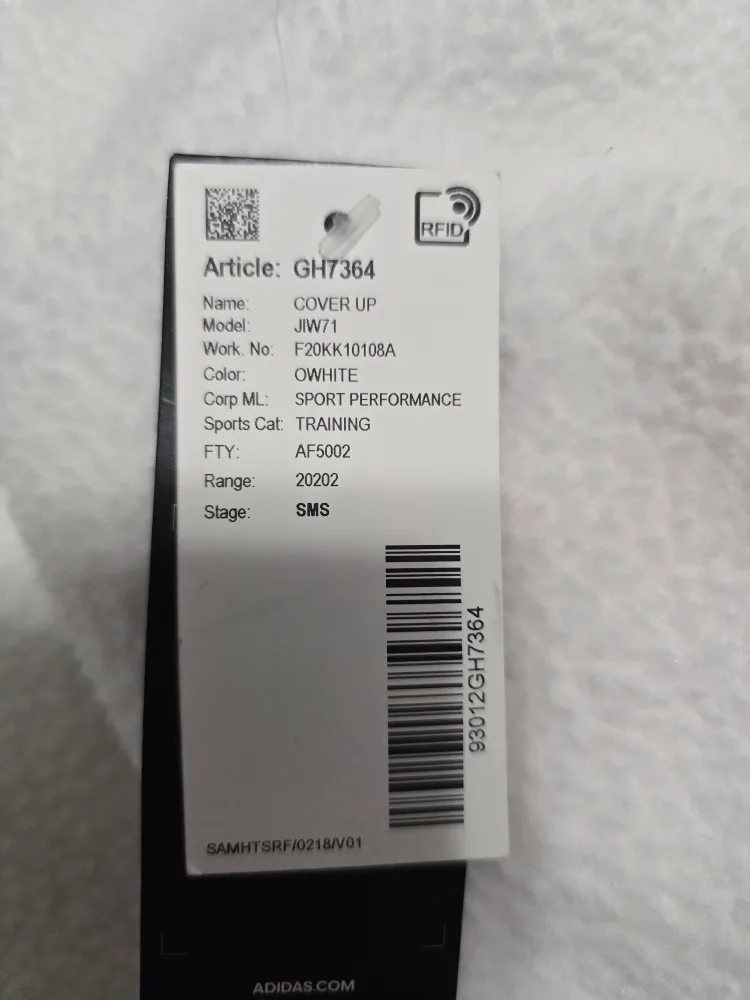 RFID
Article: GH7364
Name: COVER UP
Model: JIW71
Work. No: F20KK10108A
Color: OWHITE
Corp ML: SPORT PERFORMANCE
Sports Cat: TRAINING
FTY: AF5002
Range: 20202
Stage: SMS
93012GH7364
SAMHTSRF/0218/V01
ADIDAS.COM